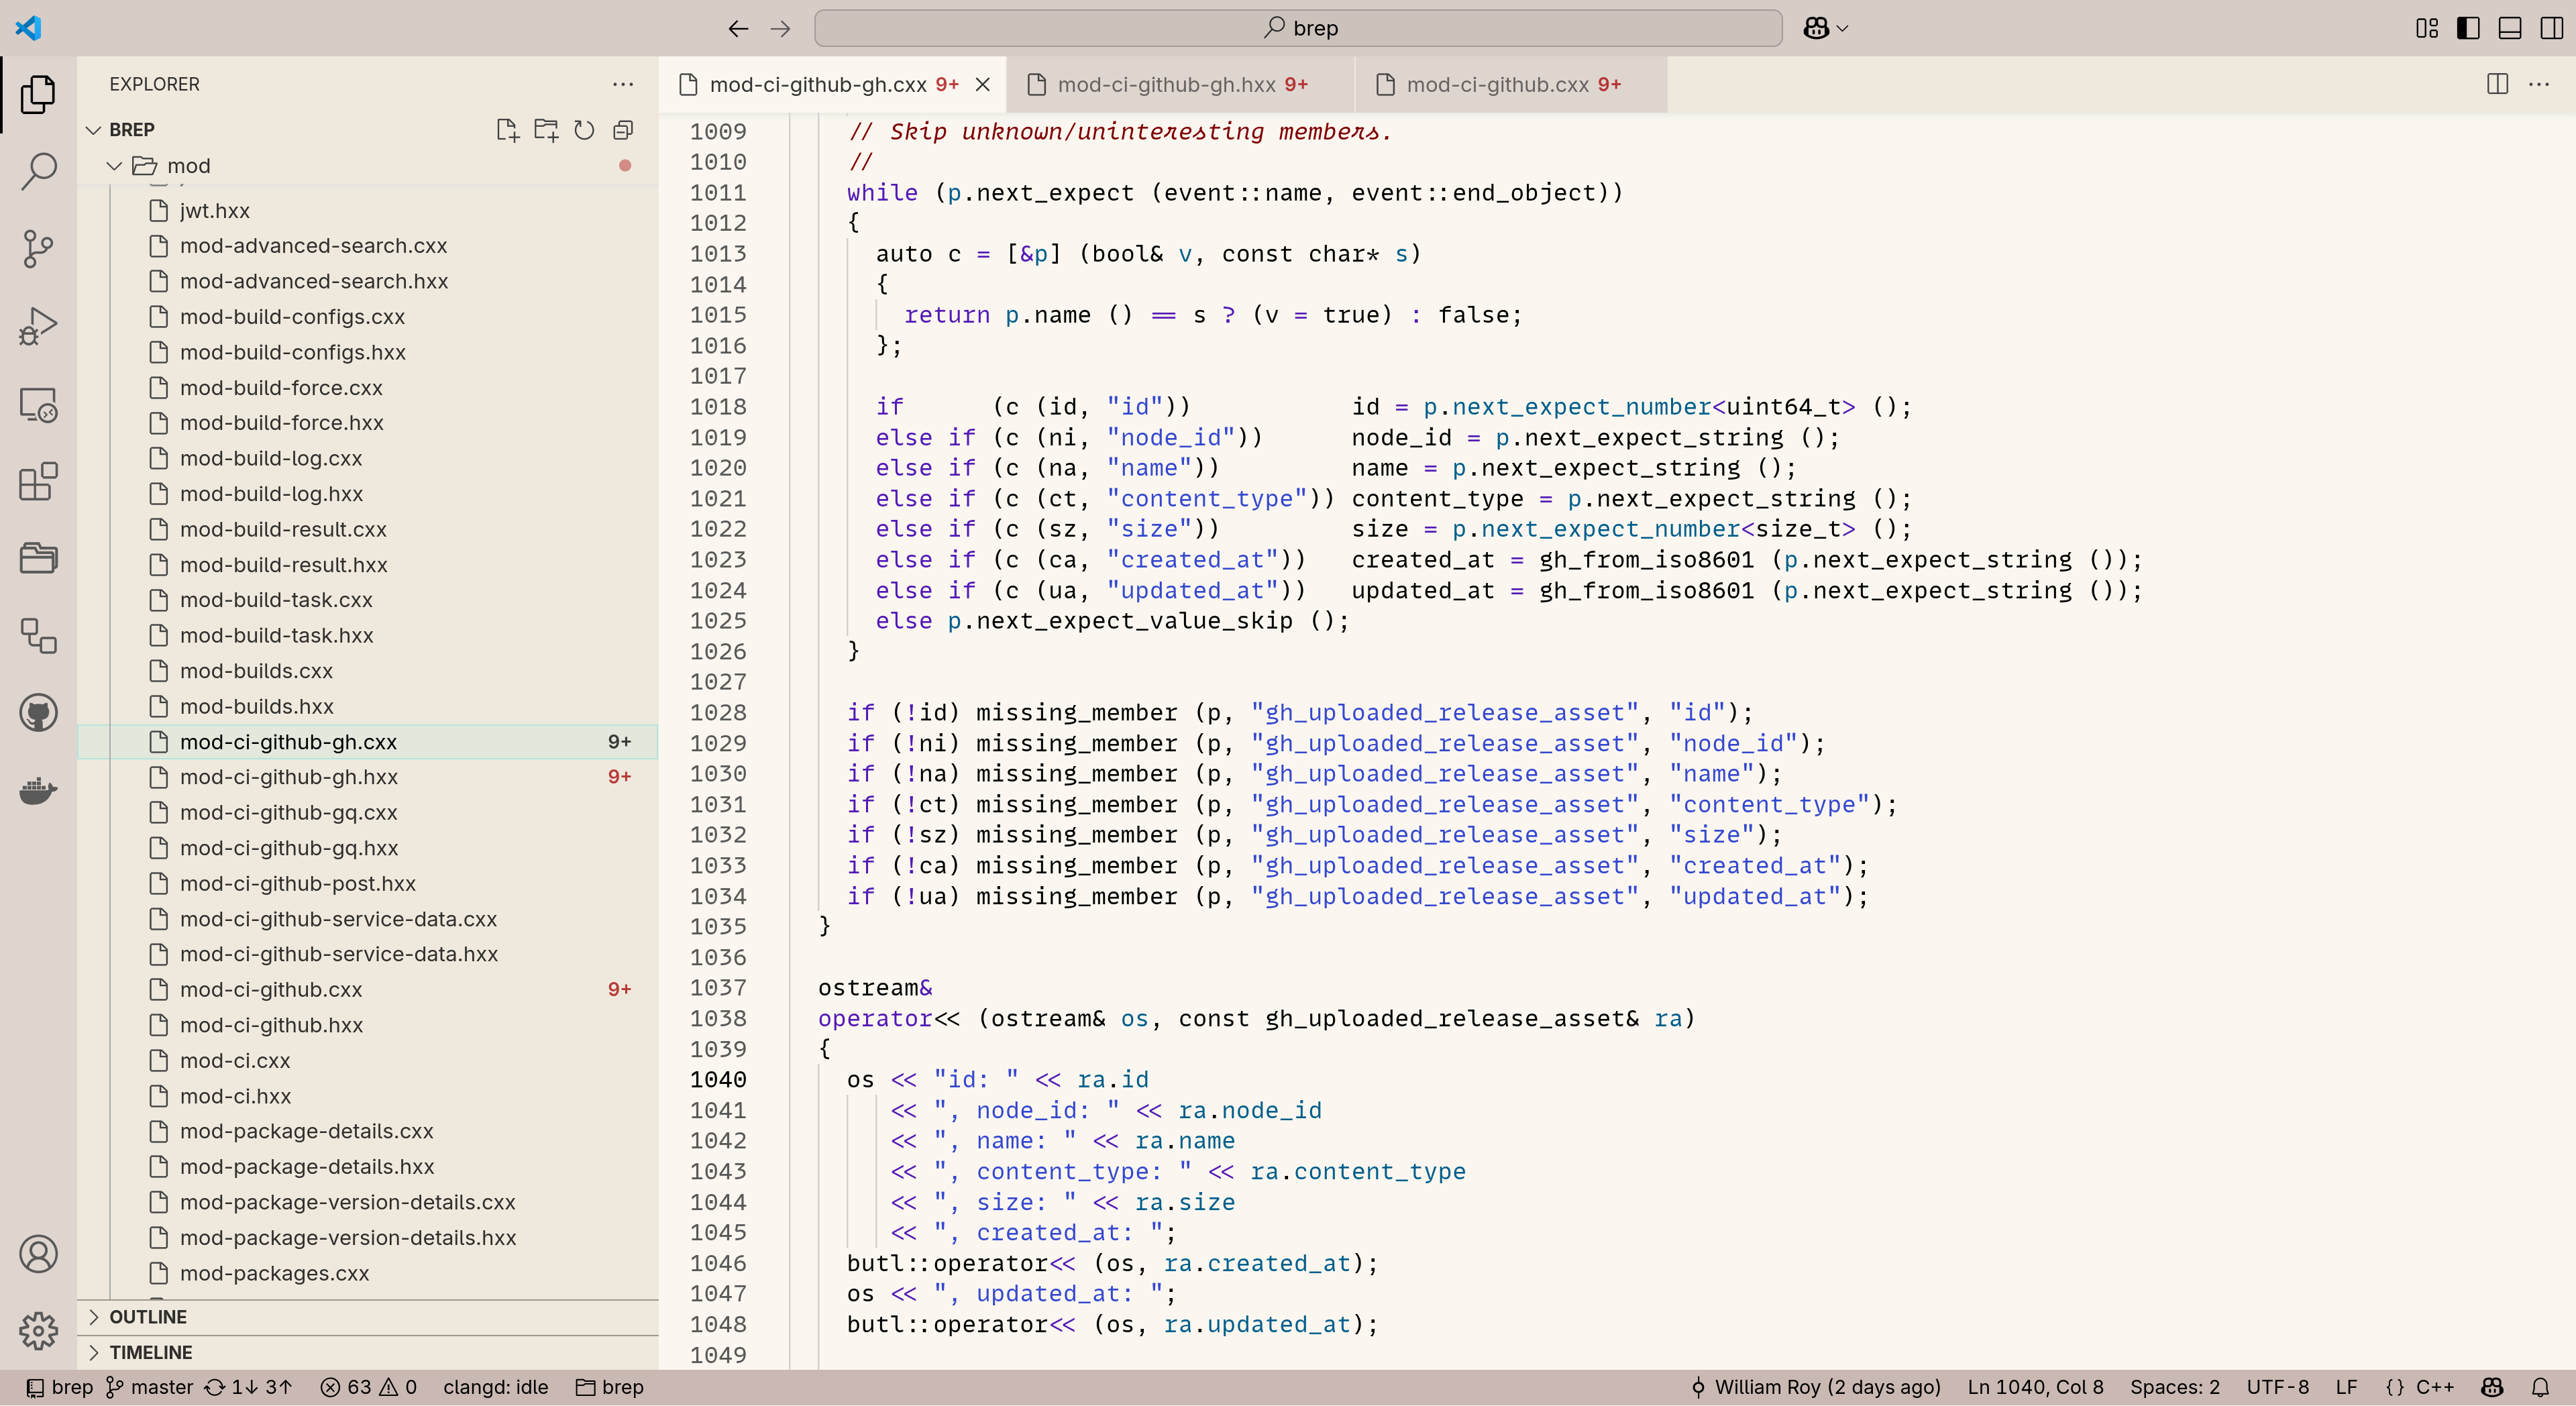 brep
EXPLORER
BREP
mod
jwt.hxx
mod-advanced-search.cxx
mod-advanced-search.hxx
mod-build-configs.cxx
mod-build-configs.hxx
mod-build-force.cxx
mod-build-force.hxx
mod-build-log.cxx
mod-build-log.hxx
mod-build-result.cxx
mod-build-result.hxx
mod-build-task.cxx
mod-build-task.hxx
mod-builds.cxx
mod-builds.hxx
mod-ci-github-gh.cxx 9+
mod-ci-github-gh.hxx 9+
mod-ci-github-gq.cxx
mod-ci-github-gq.hxx
mod-ci-github-post.hxx
mod-ci-github-service-data.cxx
mod-ci-github-service-data.hxx
mod-ci-github.cxx 9+
mod-ci-github.hxx
mod-ci.cxx
mod-ci.hxx
mod-package-details.cxx
mod-package-details.hxx
mod-package-version-details.cxx
mod-package-version-details.hxx
mod-packages.cxx
OUTLINE
TIMELINE
mod-ci-github-gh.cxx 9+ mod-ci-github-gh.hxx 9+ mod-ci-github.cxx 9+
1009 // Skip unknown/uninteresting members.
1010 //
1011 while (p.next_expect (event::name, event::end_object))
1012 {
1013 auto c = [&p] (bool& v, const char* s)
1014 {
1015 return p.name () == s ? (v = true) : false;
1016 };
1017
1018 if (c (id, "id")) id = p.next_expect_number<uint64_t> ();
1019 else if (c (ni, "node_id")) node_id = p.next_expect_string ();
1020 else if (c (na, "name")) name = p.next_expect_string ();
1021 else if (c (ct, "content_type")) content_type = p.next_expect_string ();
1022 else if (c (sz, "size")) size = p.next_expect_number<size_t> ();
1023 else if (c (ca, "created_at")) created_at = gh_from_iso8601 (p.next_expect_string ());
1024 else if (c (ua, "updated_at")) updated_at = gh_from_iso8601 (p.next_expect_string ());
1025 else p.next_expect_value_skip ();
1026 }
1027
1028 if (!id) missing_member (p, "gh_uploaded_release_asset", "id");
1029 if (!ni) missing_member (p, "gh_uploaded_release_asset", "node_id");
1030 if (!na) missing_member (p, "gh_uploaded_release_asset", "name");
1031 if (!ct) missing_member (p, "gh_uploaded_release_asset", "content_type");
1032 if (!sz) missing_member (p, "gh_uploaded_release_asset", "size");
1033 if (!ca) missing_member (p, "gh_uploaded_release_asset", "created_at");
1034 if (!ua) missing_member (p, "gh_uploaded_release_asset", "updated_at");
1035 }
1036
1037 ostream&
1038 operator<< (ostream& os, const gh_uploaded_release_asset& ra)
1039 {
1040 os << "id: " << ra.id
1041 << ", node_id: " << ra.node_id
1042 << ", name: " << ra.name
1043 << ", content_type: " << ra.content_type
1044 << ", size: " << ra.size
1045 << ", created_at: ";
1046 butl::operator<< (os, ra.created_at);
1047 os << ", updated_at: ";
1048 butl::operator<< (os, ra.updated_at);
1049
brep master 1↓ 3↑ 63 0 clangd: idle brep William Roy (2 days ago) Ln 1040, Col 8 Spaces: 2 UTF-8 LF {} C++